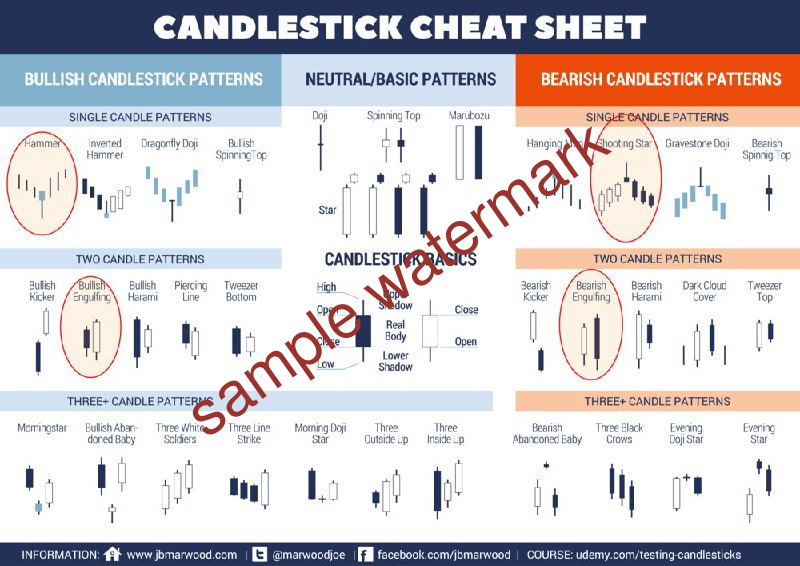 CANDLESTICK CHEAT SHEET
BULLISH CANDLESTICK PATTERNS
NEUTRAL/BASIC PATTERNS
BEARISH CANDLESTICK PATTERNS
SINGLE CANDLE PATTERNS
Hammer
Inverted
Hammer
Dragonfly Doji
Bullish
SpinningTop
Doji
Spinning Top
Marubozu
Star
SINGLE CANDLE PATTERNS
Hanging
Shooting Star
Gravestone Doji
Bearish
Spinnig Top
TWO CANDLE PATTERNS
Bullish
Kicker
Bullish
Engulfing
Bullish
Harami
Piercing
Line
Tweezer
Bottom
CANDLESTICK BASICS
High
Open
Close
Low
Upper
Shadow
Real
Body
Lower
Shadow
Close
Open
TWO CANDLE PATTERNS
Bearish
Kicker
Bearish
Engulfing
Bearish
Harami
Dark Cloud
Cover
Tweezer
Top
THREE+ CANDLE PATTERNS
Morningstar
Bullish Aban-
doned Baby
Three White
Soldiers
Three Line
Strike
Morning Doji
Star
Three
Outside Up
Three
Inside Up
THREE+ CANDLE PATTERNS
Bearish
Abandoned Baby
Three Black
Crows
Evening
Doji Star
Evening
Star
sample watermark
INFORMATION: www.jbmarwood.com | @marwoodjoe | facebook.com/jbmarwood | COURSE: udemy.com/testing-candlesticks